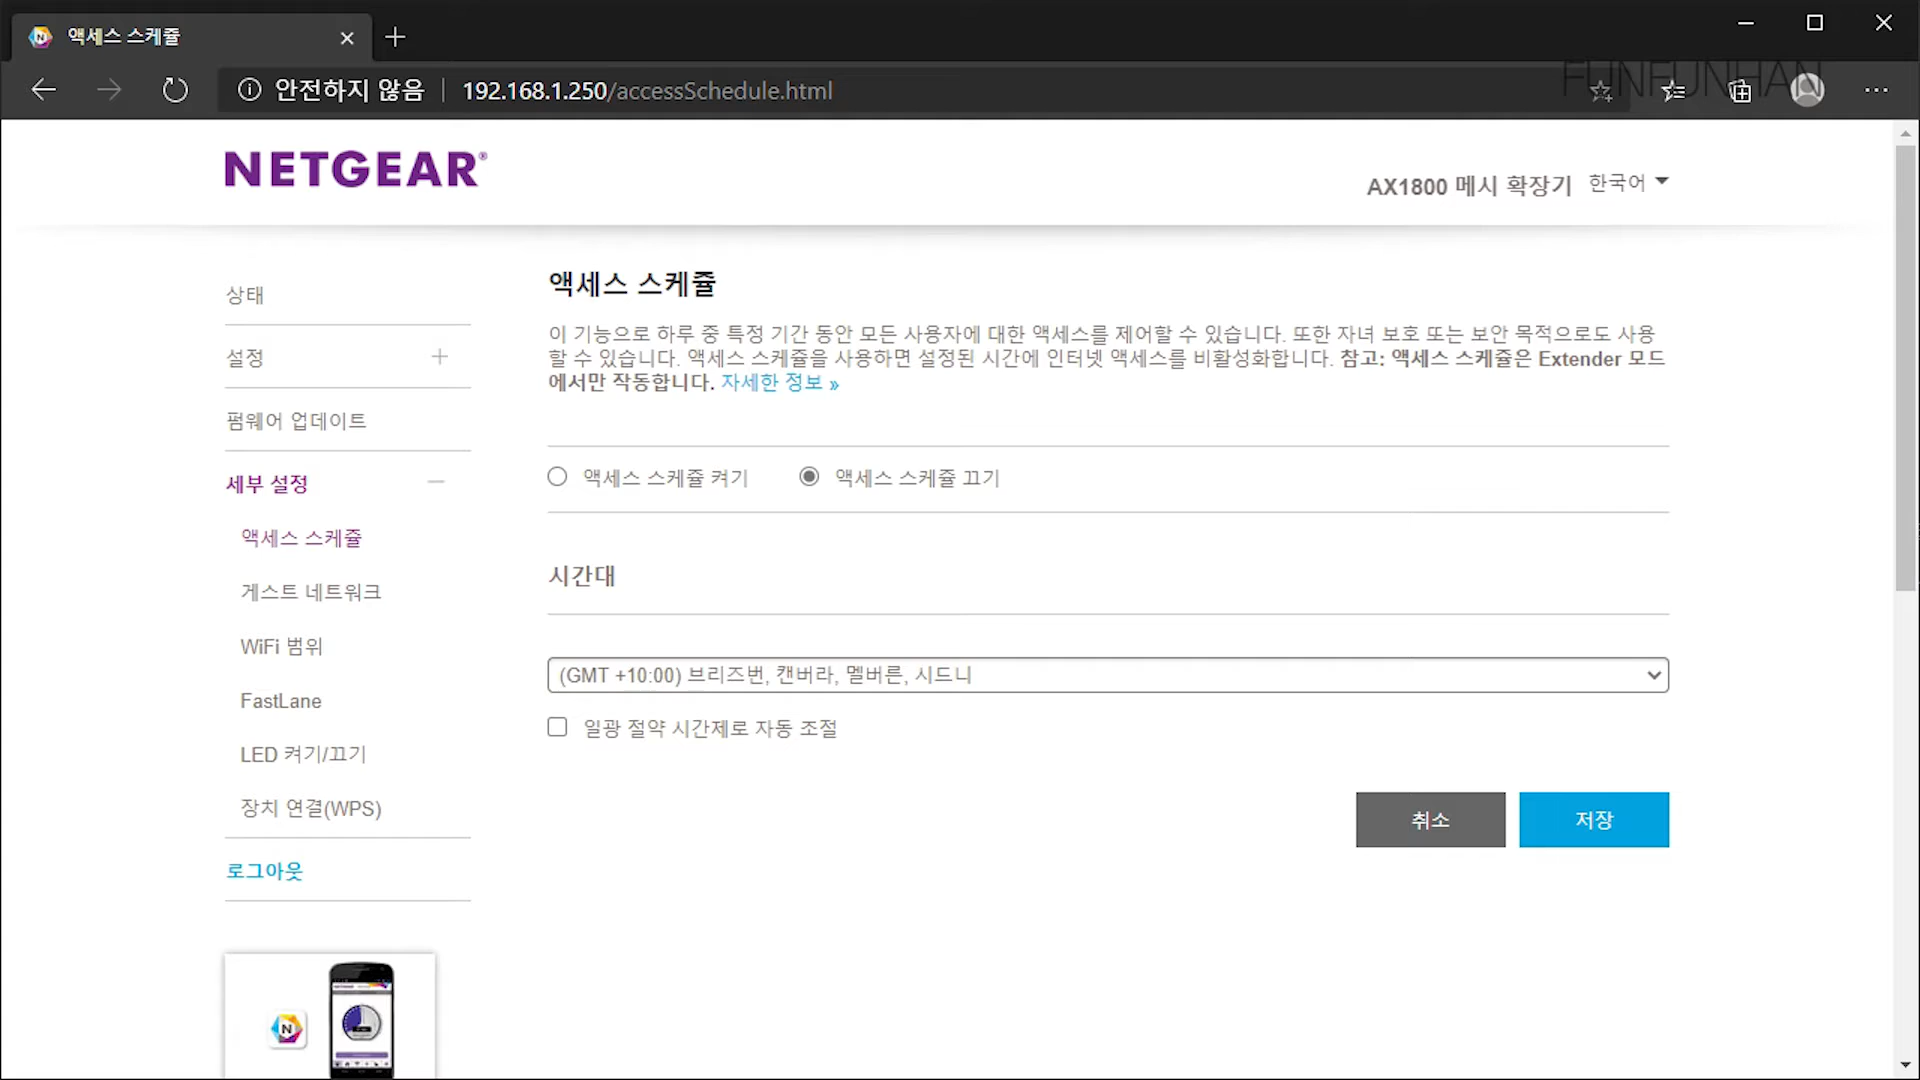 액세스 스케쥴
안전하지 않음 192.168.1.250/accessSchedule.html
FUNFUNHAN
NETGEAR®
AX1800 메시 확장기 한국어
상태
설정
펌웨어 업데이트
세부 설정
액세스 스케쥴
게스트 네트워크
WiFi 범위
FastLane
LED 켜기/끄기
장치 연결(WPS)
로그아웃
액세스 스케쥴
이 기능으로 하루 중 특정 기간 동안 모든 사용자에 대한 액세스를 제어할 수 있습니다. 또한 자녀 보호 또는 보안 목적으로도 사용
할 수 있습니다. 액세스 스케쥴을 사용하면 설정된 시간에 인터넷 액세스를 비활성화합니다. 참고: 액세스 스케쥴은 Extender 모드
에서만 작동합니다. 자세한 정보 »
액세스 스케쥴 켜기 액세스 스케쥴 끄기
시간대
(GMT +10:00) 브리즈번, 캔버라, 멜버른, 시드니
일광 절약 시간제로 자동 조절
취소 저장
N